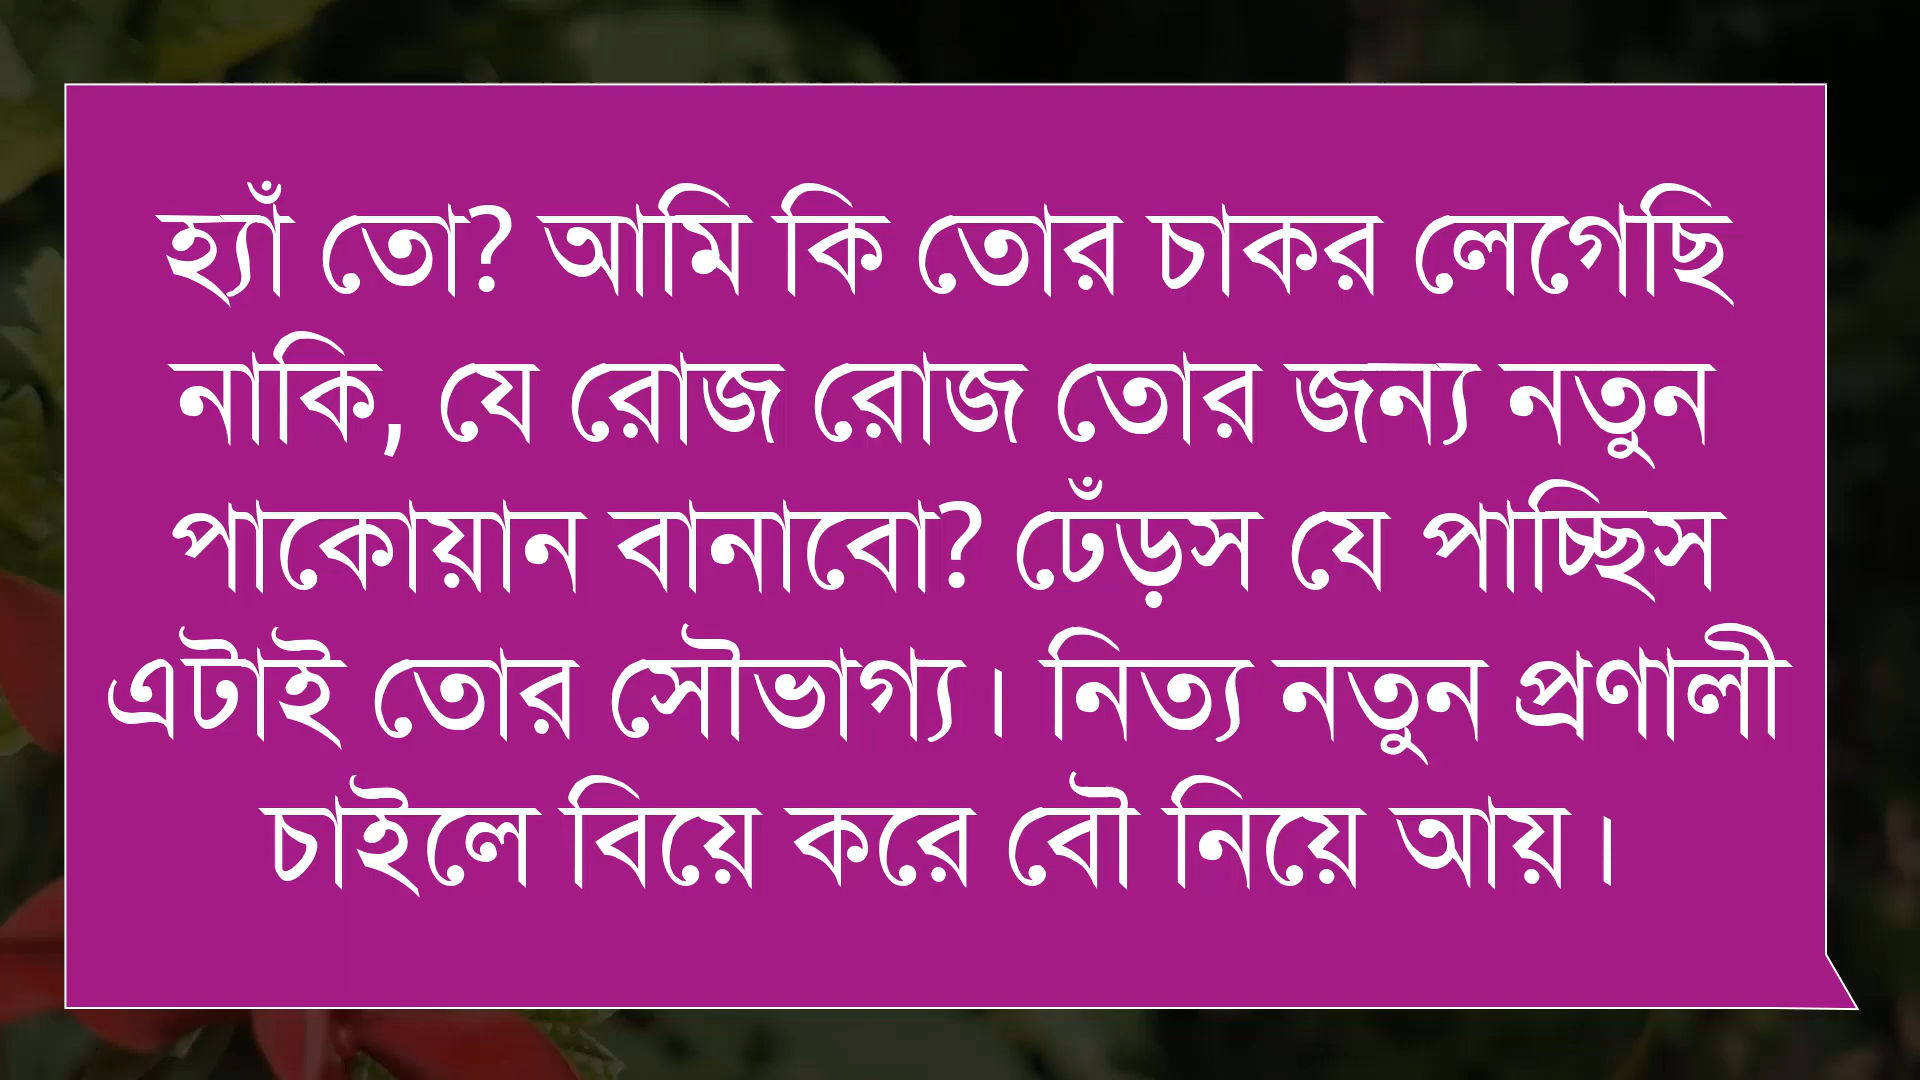 হ্যাঁ তো? আমি কি তোর চাকর লেগেছি
নাকি, যে রোজ রোজ তোর জন্য নতুন
পাকোয়ান বানাবো? ঢেঁড়স যে পাচ্ছিস
এটাই তোর সৌভাগ্য। নিত্য নতুন প্রণালী
চাইলে বিয়ে করে বৌ নিয়ে আয়।